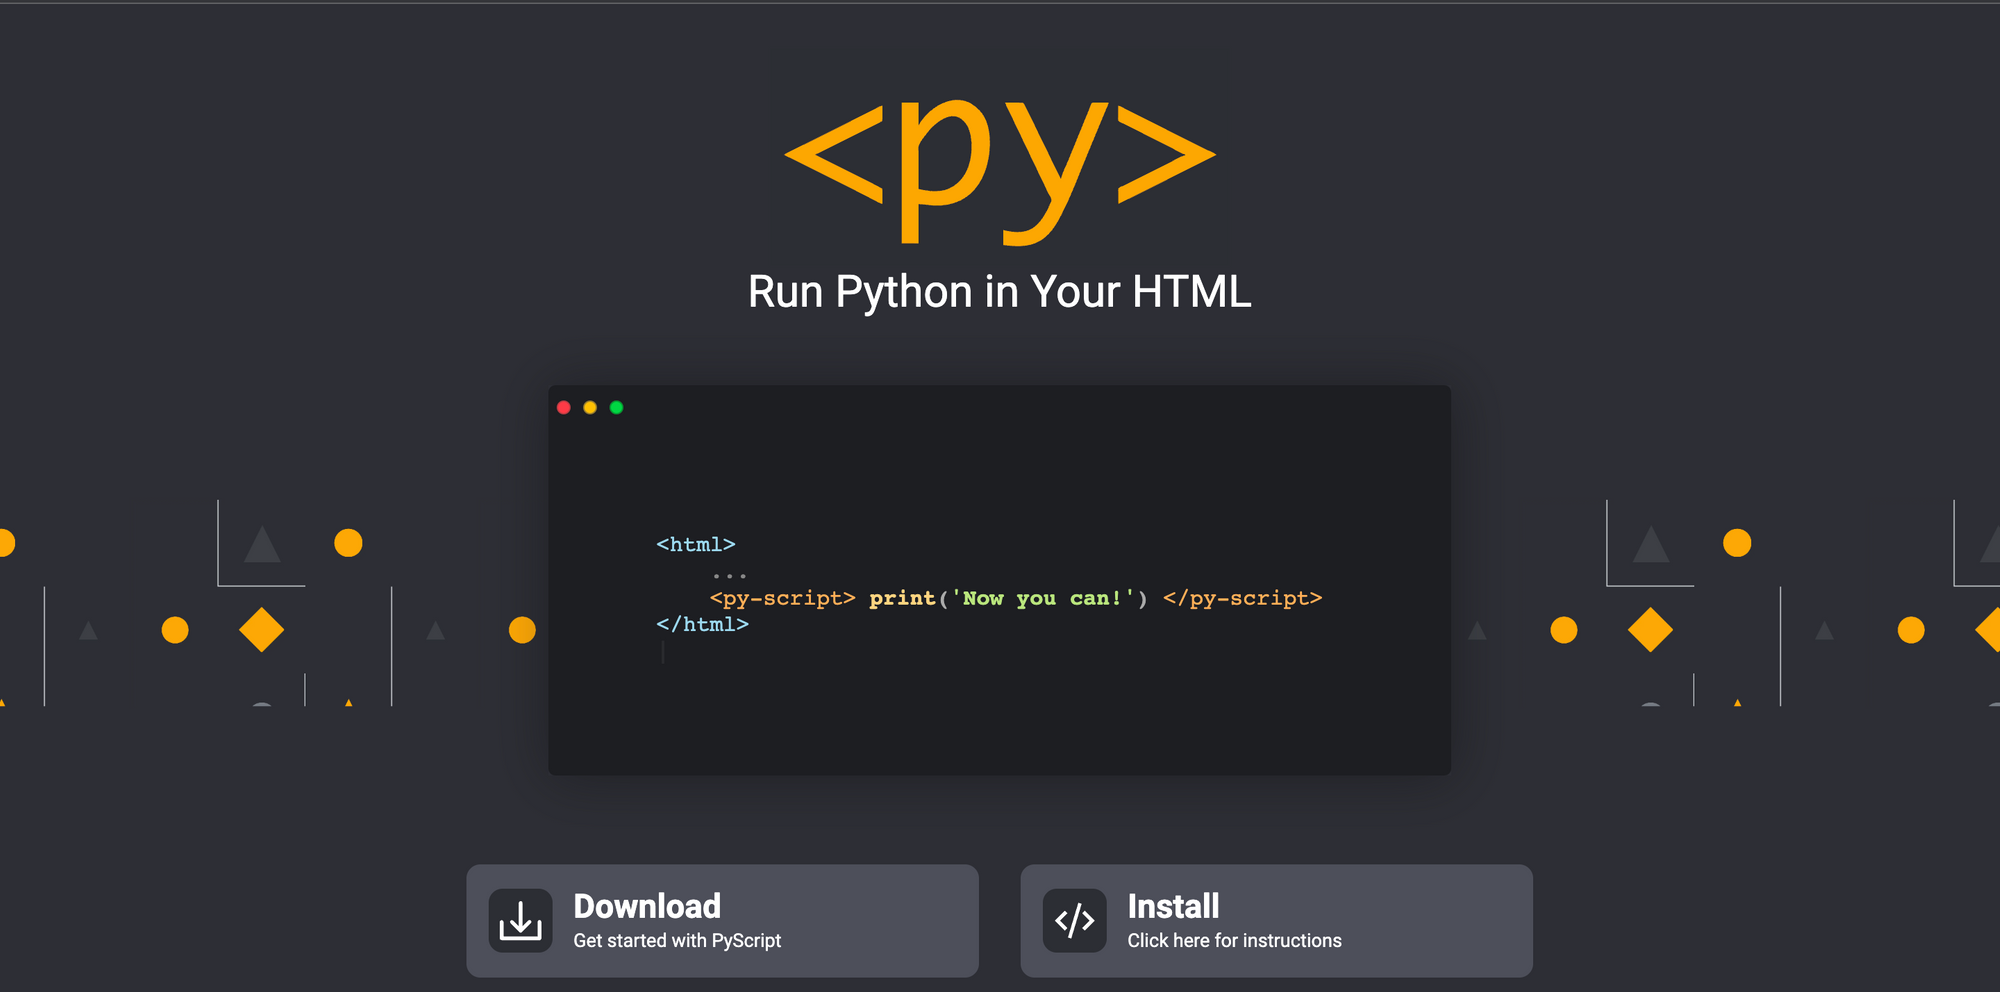 <py>
Run Python in Your HTML
<html>
...
<py-script> print('Now you can!') </py-script>
</html>
Download
Get started with PyScript
</>
Install
Click here for instructions